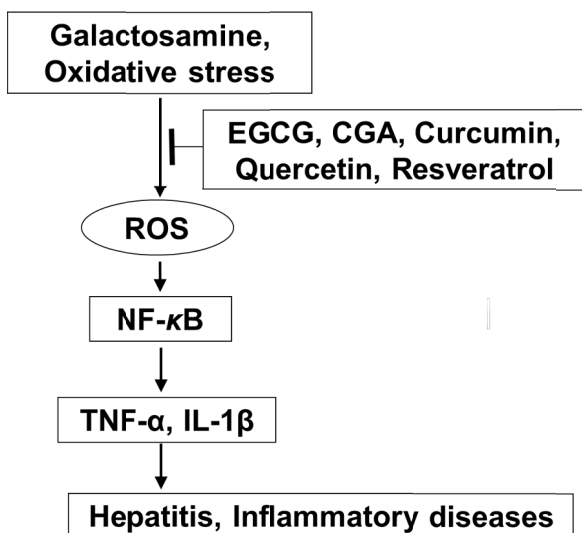 Galactosamine,
Oxidative stress
EGCG, CGA, Curcumin,
Quercetin, Resveratrol
ROS
NF-κB
TNF-α, IL-1β
Hepatitis, Inflammatory diseases